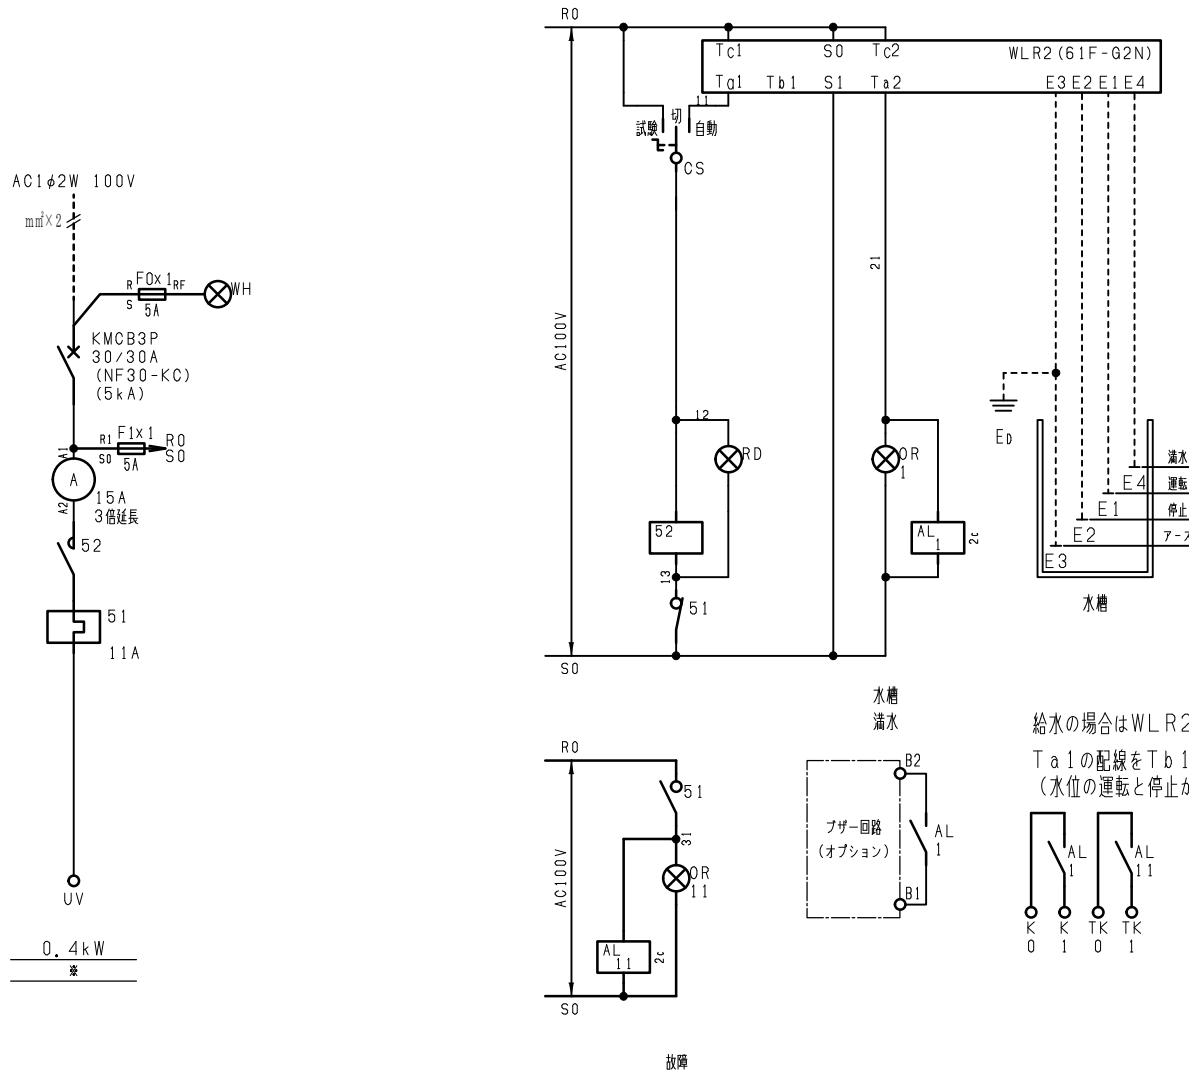 AC1φ2W 100V
mm²×2
R
F0x1
RF
S
5A
WH
KMCB3P
30/30A
(NF30-KC)
(5kA)
A1
R1
F1x1
R0
S0
5A
S0
A
A2
15A
3倍延長
52
51
11A
UV
0.4kW
※
R0
Tc1
S0
Tc2
WLR2(61F-G2N)
Ta1
Tb1
S1
Ta2
E3
E2
E1
E4
11
試験
切
自動
CS
21
AC100V
12
RD
OR
1
ED
52
AL
1
2c
13
51
S0
満水
E4
運転
E1
停止
E2
アース
E3
水槽
水槽
満水
給水の場合はWLR2
Ta1の配線をTb1
(水位の運転と停止が
R0
51
31
AC100V
OR
11
AL
11
2c
S0
故障
B2
ブザー回路
(オプション)
AL
1
B1
AL
1
AL
11
K
0
K
1
TK
0
TK
1